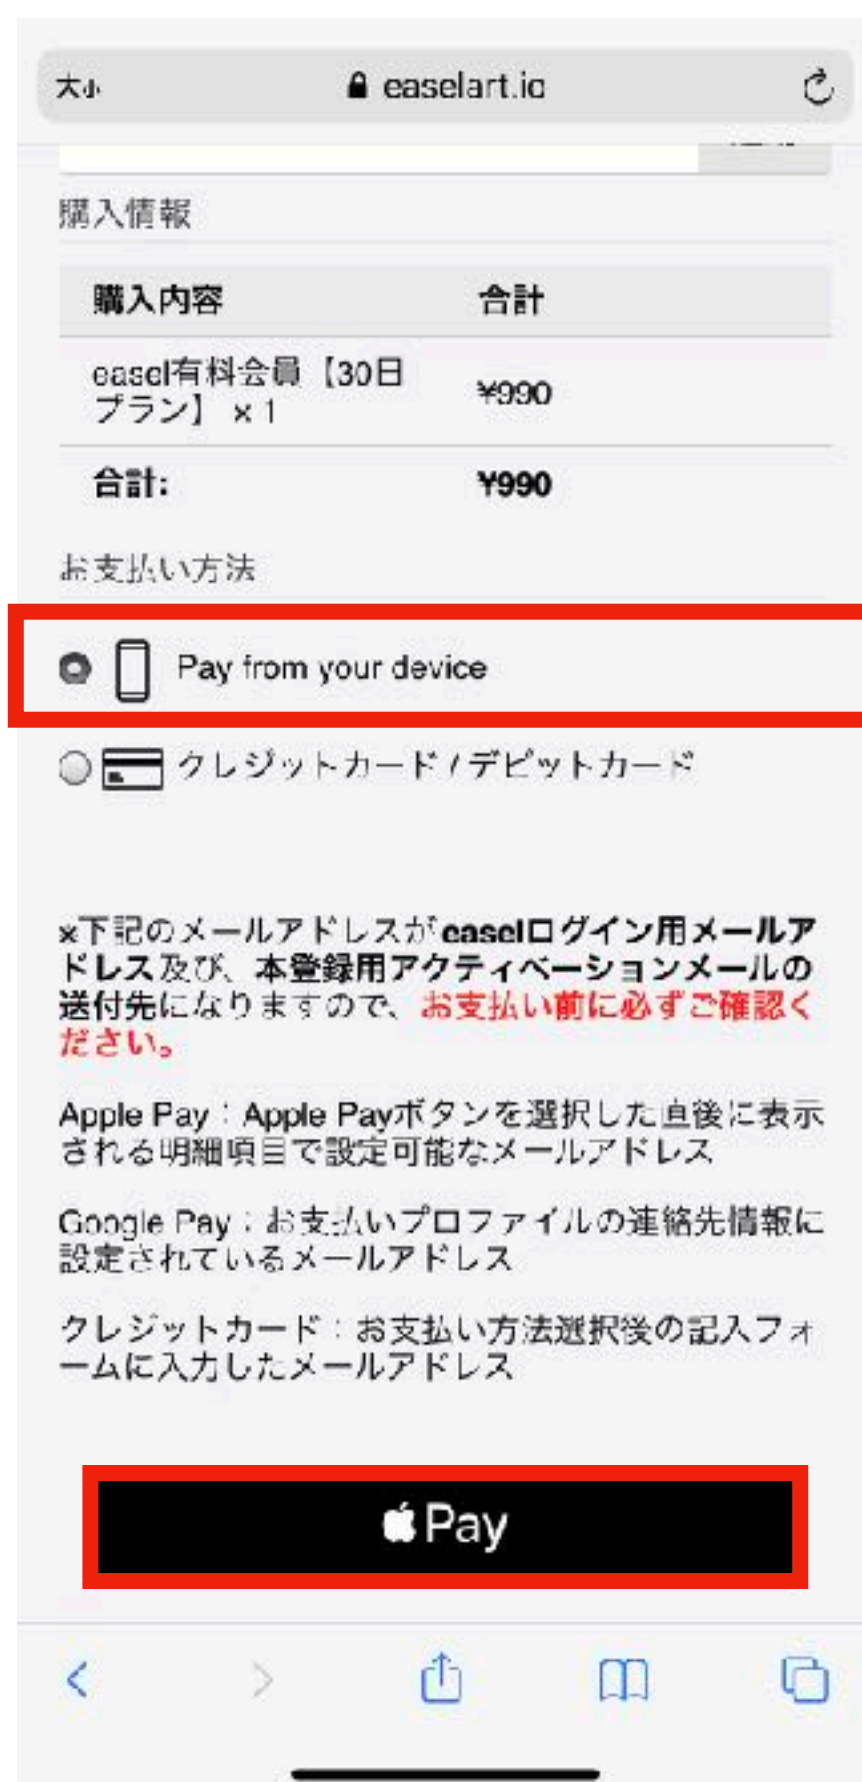 大小 easelart.io
購入情報
購入内容 合計
easel有料会員【30日
プラン】 × 1 ¥990
合計: ¥990
お支払い方法
Pay from your device
クレジットカード / デビットカード
※下記のメールアドレスがeaselログイン用メールア
ドレス及び、本登録用アクティベーションメールの
送付先になりますので、お支払い前に必ずご確認く
ださい。
Apple Pay：Apple Payボタンを選択した直後に表示
される明細項目で設定可能なメールアドレス
Google Pay：お支払いプロファイルの連絡先情報に
設定されているメールアドレス
クレジットカード：お支払い方法選択後の記入フォ
ームに入力したメールアドレス
Pay